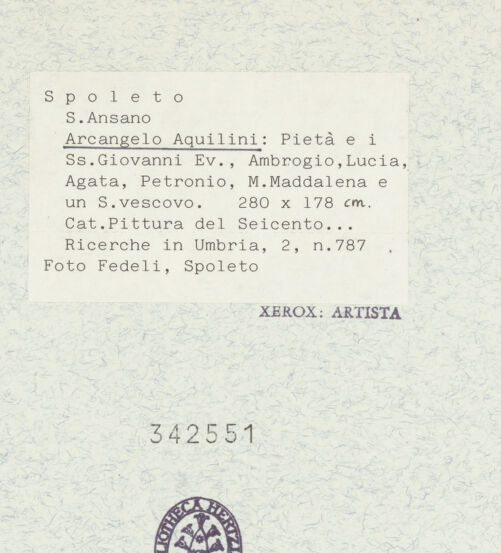 S p o l e t o
S.Ansano
Arcangelo Aquilini: Pietà e i
Ss.Giovanni Ev., Ambrogio,Lucia,
Agata, Petronio, M.Maddalena e
un S.vescovo. 280 x 178 cm.
Cat.Pittura del Seicento...
Ricerche in Umbria, 2, n.787 .
Foto Fedeli, Spoleto
XEROX: ARTISTA
342551